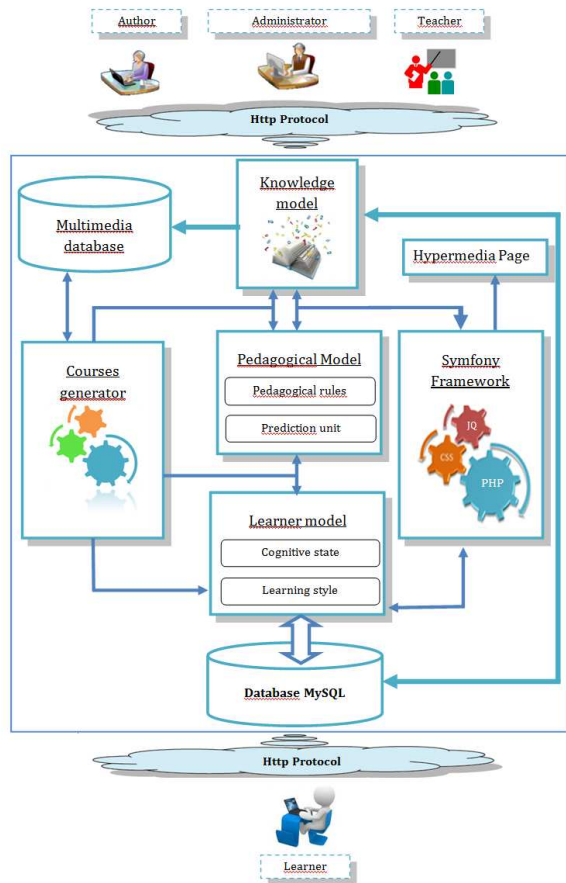 Author
Administrator
Teacher
Http Protocol
Knowledge
model
Multimedia
database
Hypermedia Page
Courses
generator
Pedagogical Model
Pedagogical rules
Prediction unit
Symfony
Framework
JQ
CSS
PHP
Learner model
Cognitive state
Learning style
Database MySQL
Http Protocol
Learner